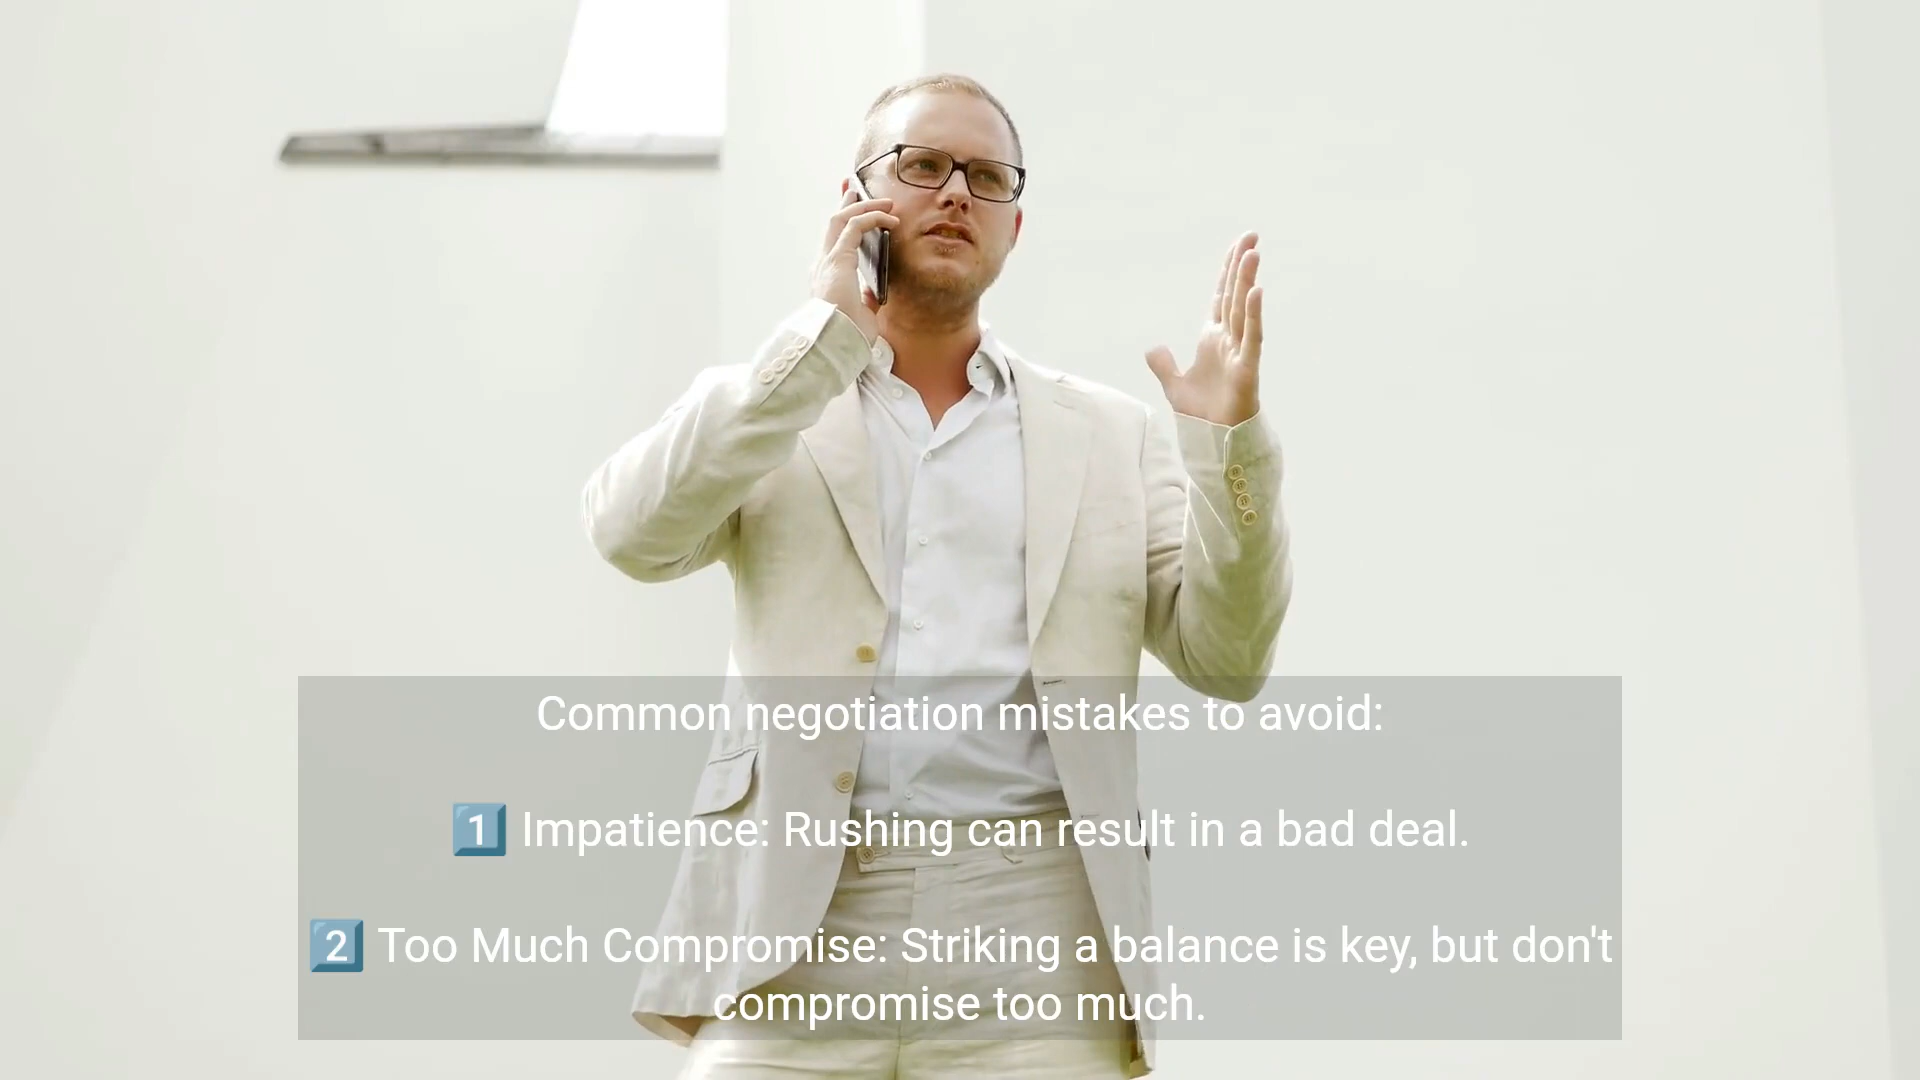 Common negotiation mistakes to avoid:
1️⃣ Impatience: Rushing can result in a bad deal.
2️⃣ Too Much Compromise: Striking a balance is key, but don't
compromise too much.